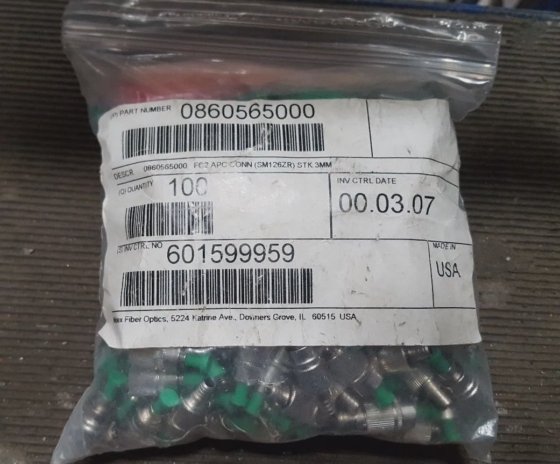 PART NUMBER 0860565000
DESCR 0860565000 FC2 APC CONN (SM126ZR) STK 3MM
QUANTITY 100
INV CTRL DATE
00.03.07
INV CTRL NO 601599959
MADE IN
USA
Fiber Optics, 5224 Katrine Ave., Downers Grove, IL 60515 USA